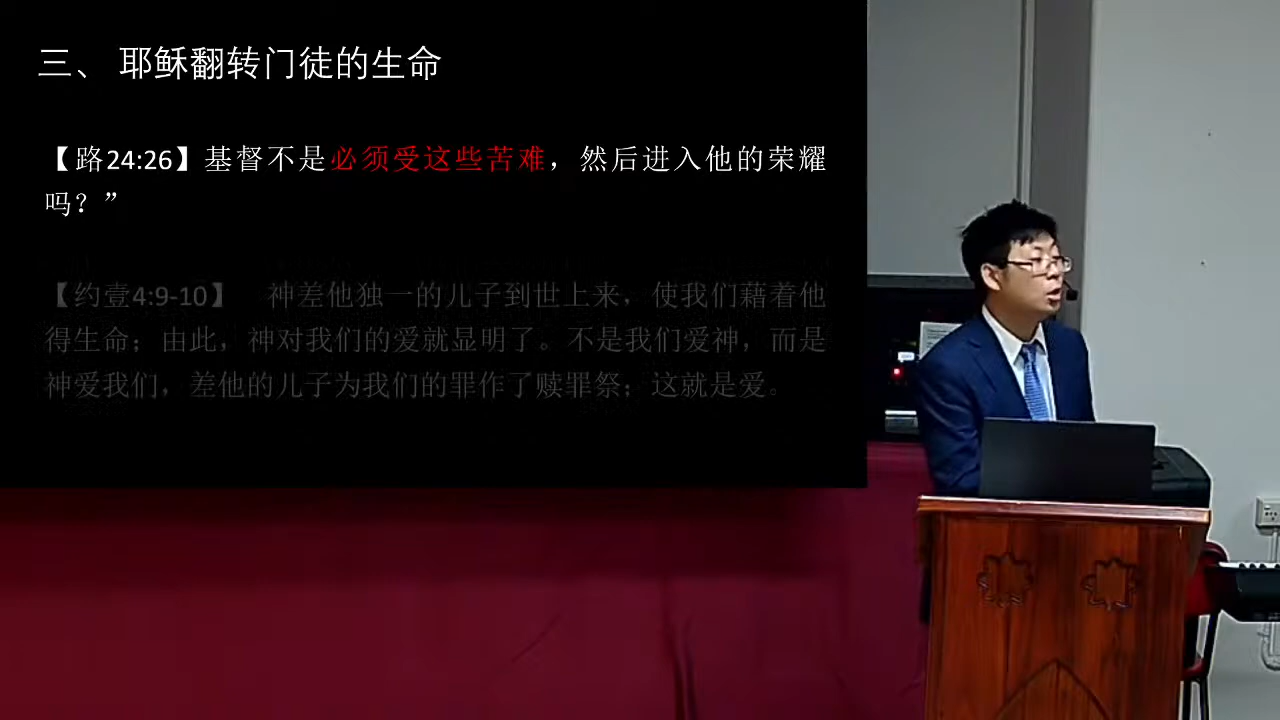 三、 耶稣翻转门徒的生命
【路24:26】基督不是必须受这些苦难，然后进入他的荣耀
吗？”
【约壹4:9-10】 神差他独一的儿子到世上来，使我们藉着他
得生命；由此，神对我们的爱就显明了。不是我们爱神，而是
神爱我们，差他的儿子为我们的罪作了赎罪祭；这就是爱。